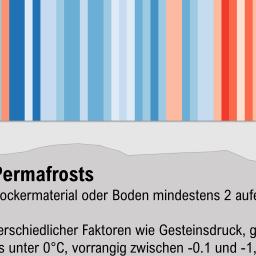 Permafrosts
ockermaterial oder Boden mindestens 2 aufe
erschiedlicher Faktoren wie Gesteinsdruck, g
s unter 0°C, vorrangig zwischen -0.1 und -1,